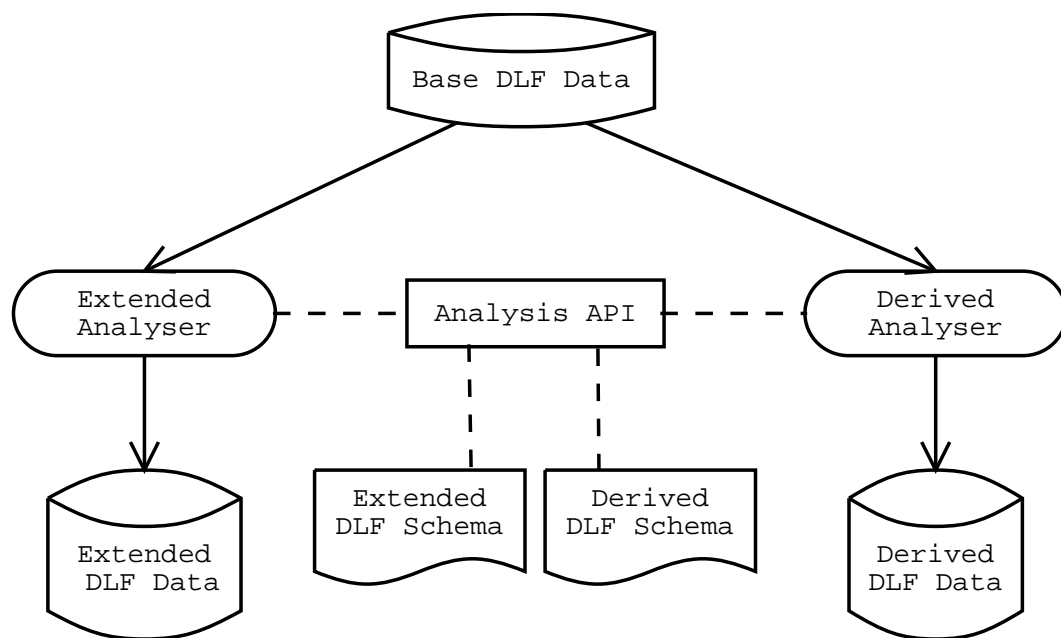 Base DLF Data
Extended
Analyser
Analysis API
Derived
Analyser
Extended
DLF Schema
Derived
DLF Schema
Extended
DLF Data
Derived
DLF Data